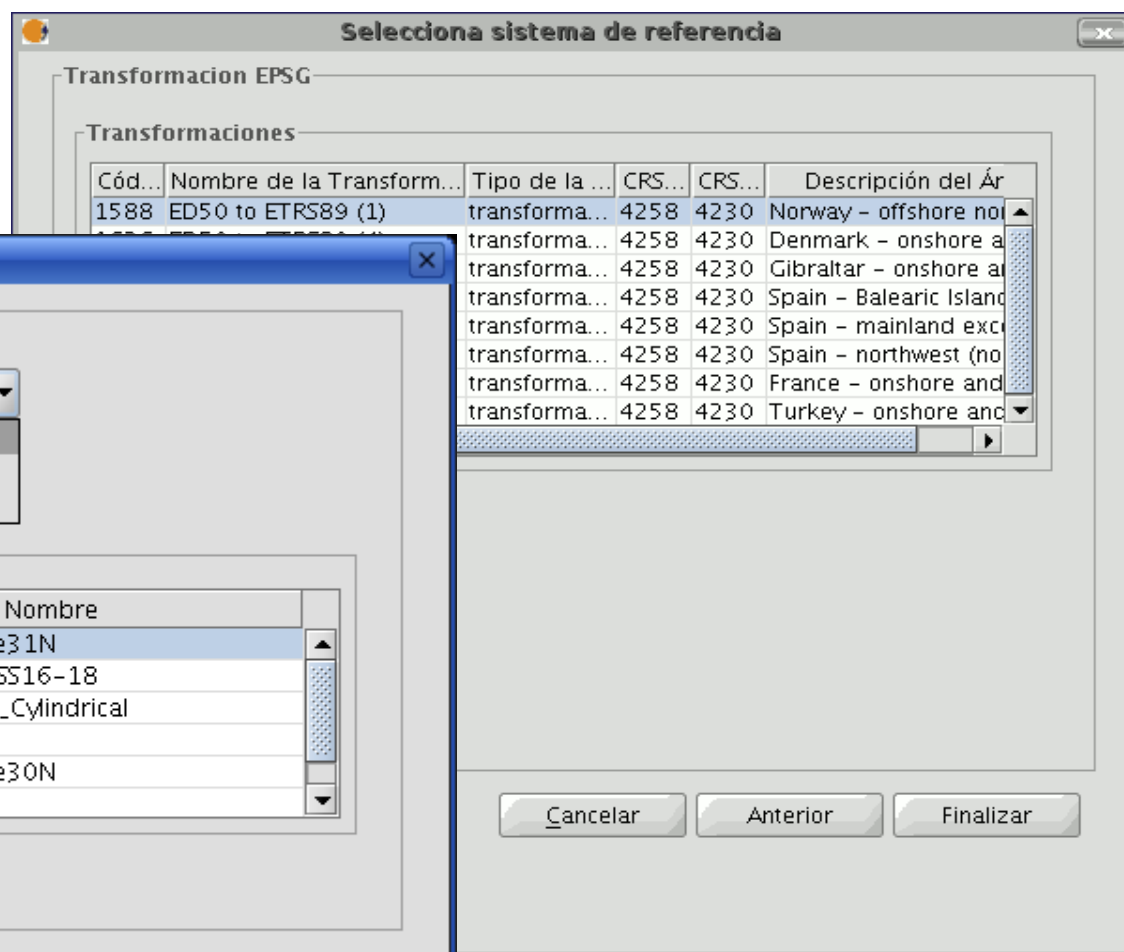 Selecciona sistema de referencia
Transformacion EPSG
Transformaciones
Cód... Nombre de la Transform... Tipo de la ... CRS... CRS... Descripción del Ár
1588 ED50 to ETRS89 (1) transforma... 4258 4230 Norway - offshore no
transforma... 4258 4230 Denmark - onshore a
transforma... 4258 4230 Gibraltar - onshore a
transforma... 4258 4230 Spain - Balearic Island
transforma... 4258 4230 Spain - mainland exc
transforma... 4258 4230 Spain - northwest (no
transforma... 4258 4230 France - onshore and
transforma... 4258 4230 Turkey - onshore and
Nombre
e31N
SS16-18
_Cylindrical
e30N
Cancelar Anterior Finalizar